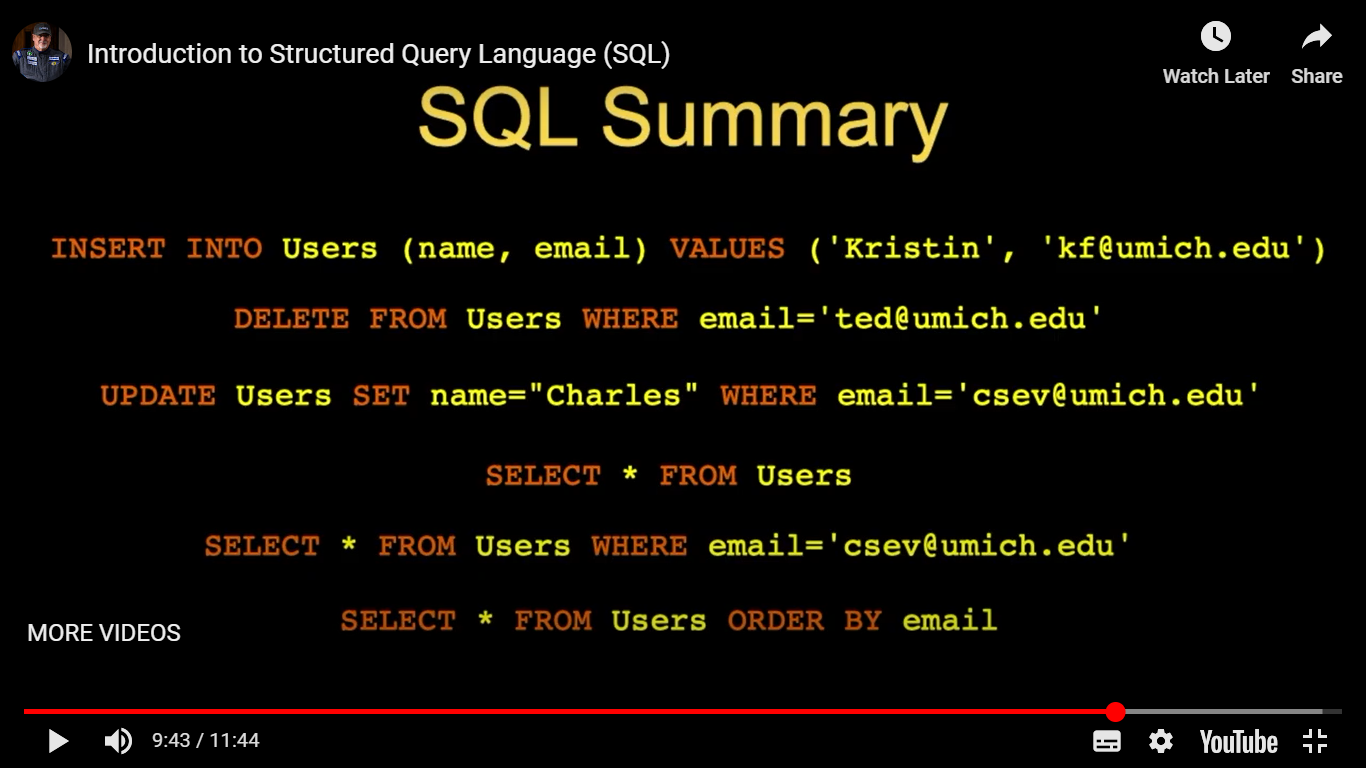 Introduction to Structured Query Language (SQL)
Watch Later
Share
SQL Summary
INSERT INTO Users (name, email) VALUES ('Kristin', 'kf@umich.edu')
DELETE FROM Users WHERE email='ted@umich.edu'
UPDATE Users SET name="Charles" WHERE email='csev@umich.edu'
SELECT * FROM Users
SELECT * FROM Users WHERE email='csev@umich.edu'
SELECT * FROM Users ORDER BY email
MORE VIDEOS
9:43 / 11:44
YouTube